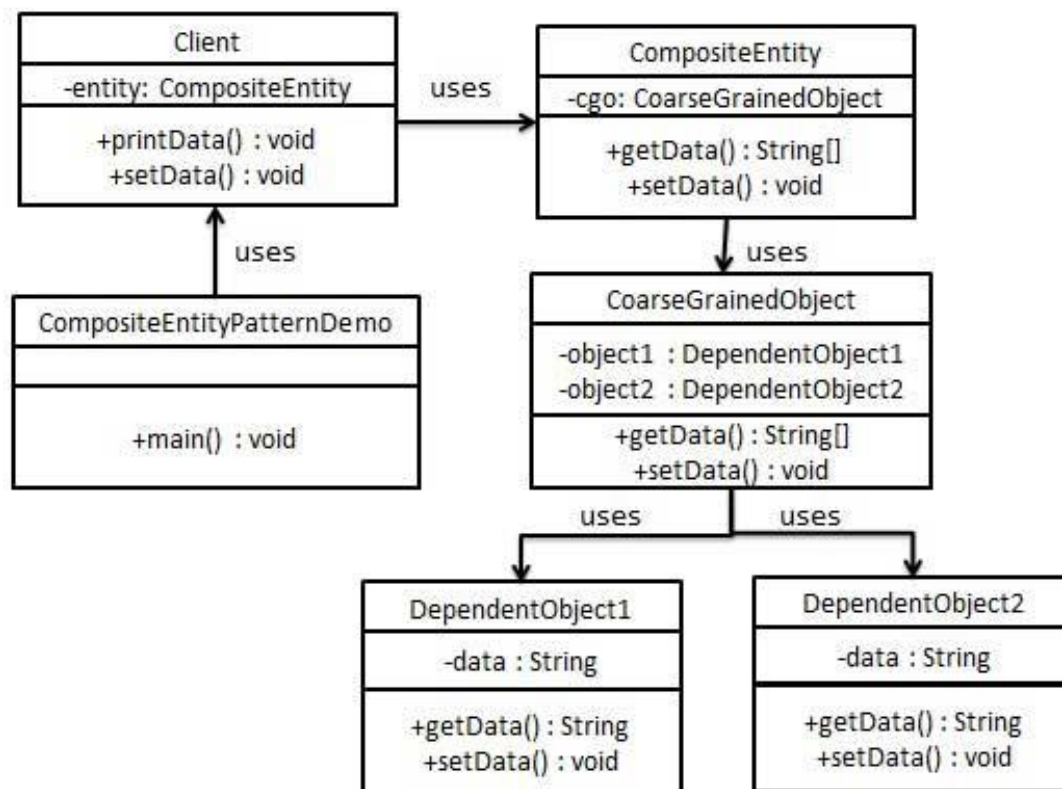 Client
-entity: CompositeEntity
+printData() : void
+setData() : void
uses
CompositeEntity
-cgo: CoarseGrainedObject
+getData() : String[]
+setData() : void
uses
uses
CompositeEntityPatternDemo
+main() : void
CoarseGrainedObject
-object1 : DependentObject1
-object2 : DependentObject2
+getData() : String[]
+setData() : void
uses
uses
DependentObject1
-data : String
+getData() : String
+setData() : void
DependentObject2
-data : String
+getData() : String
+setData() : void